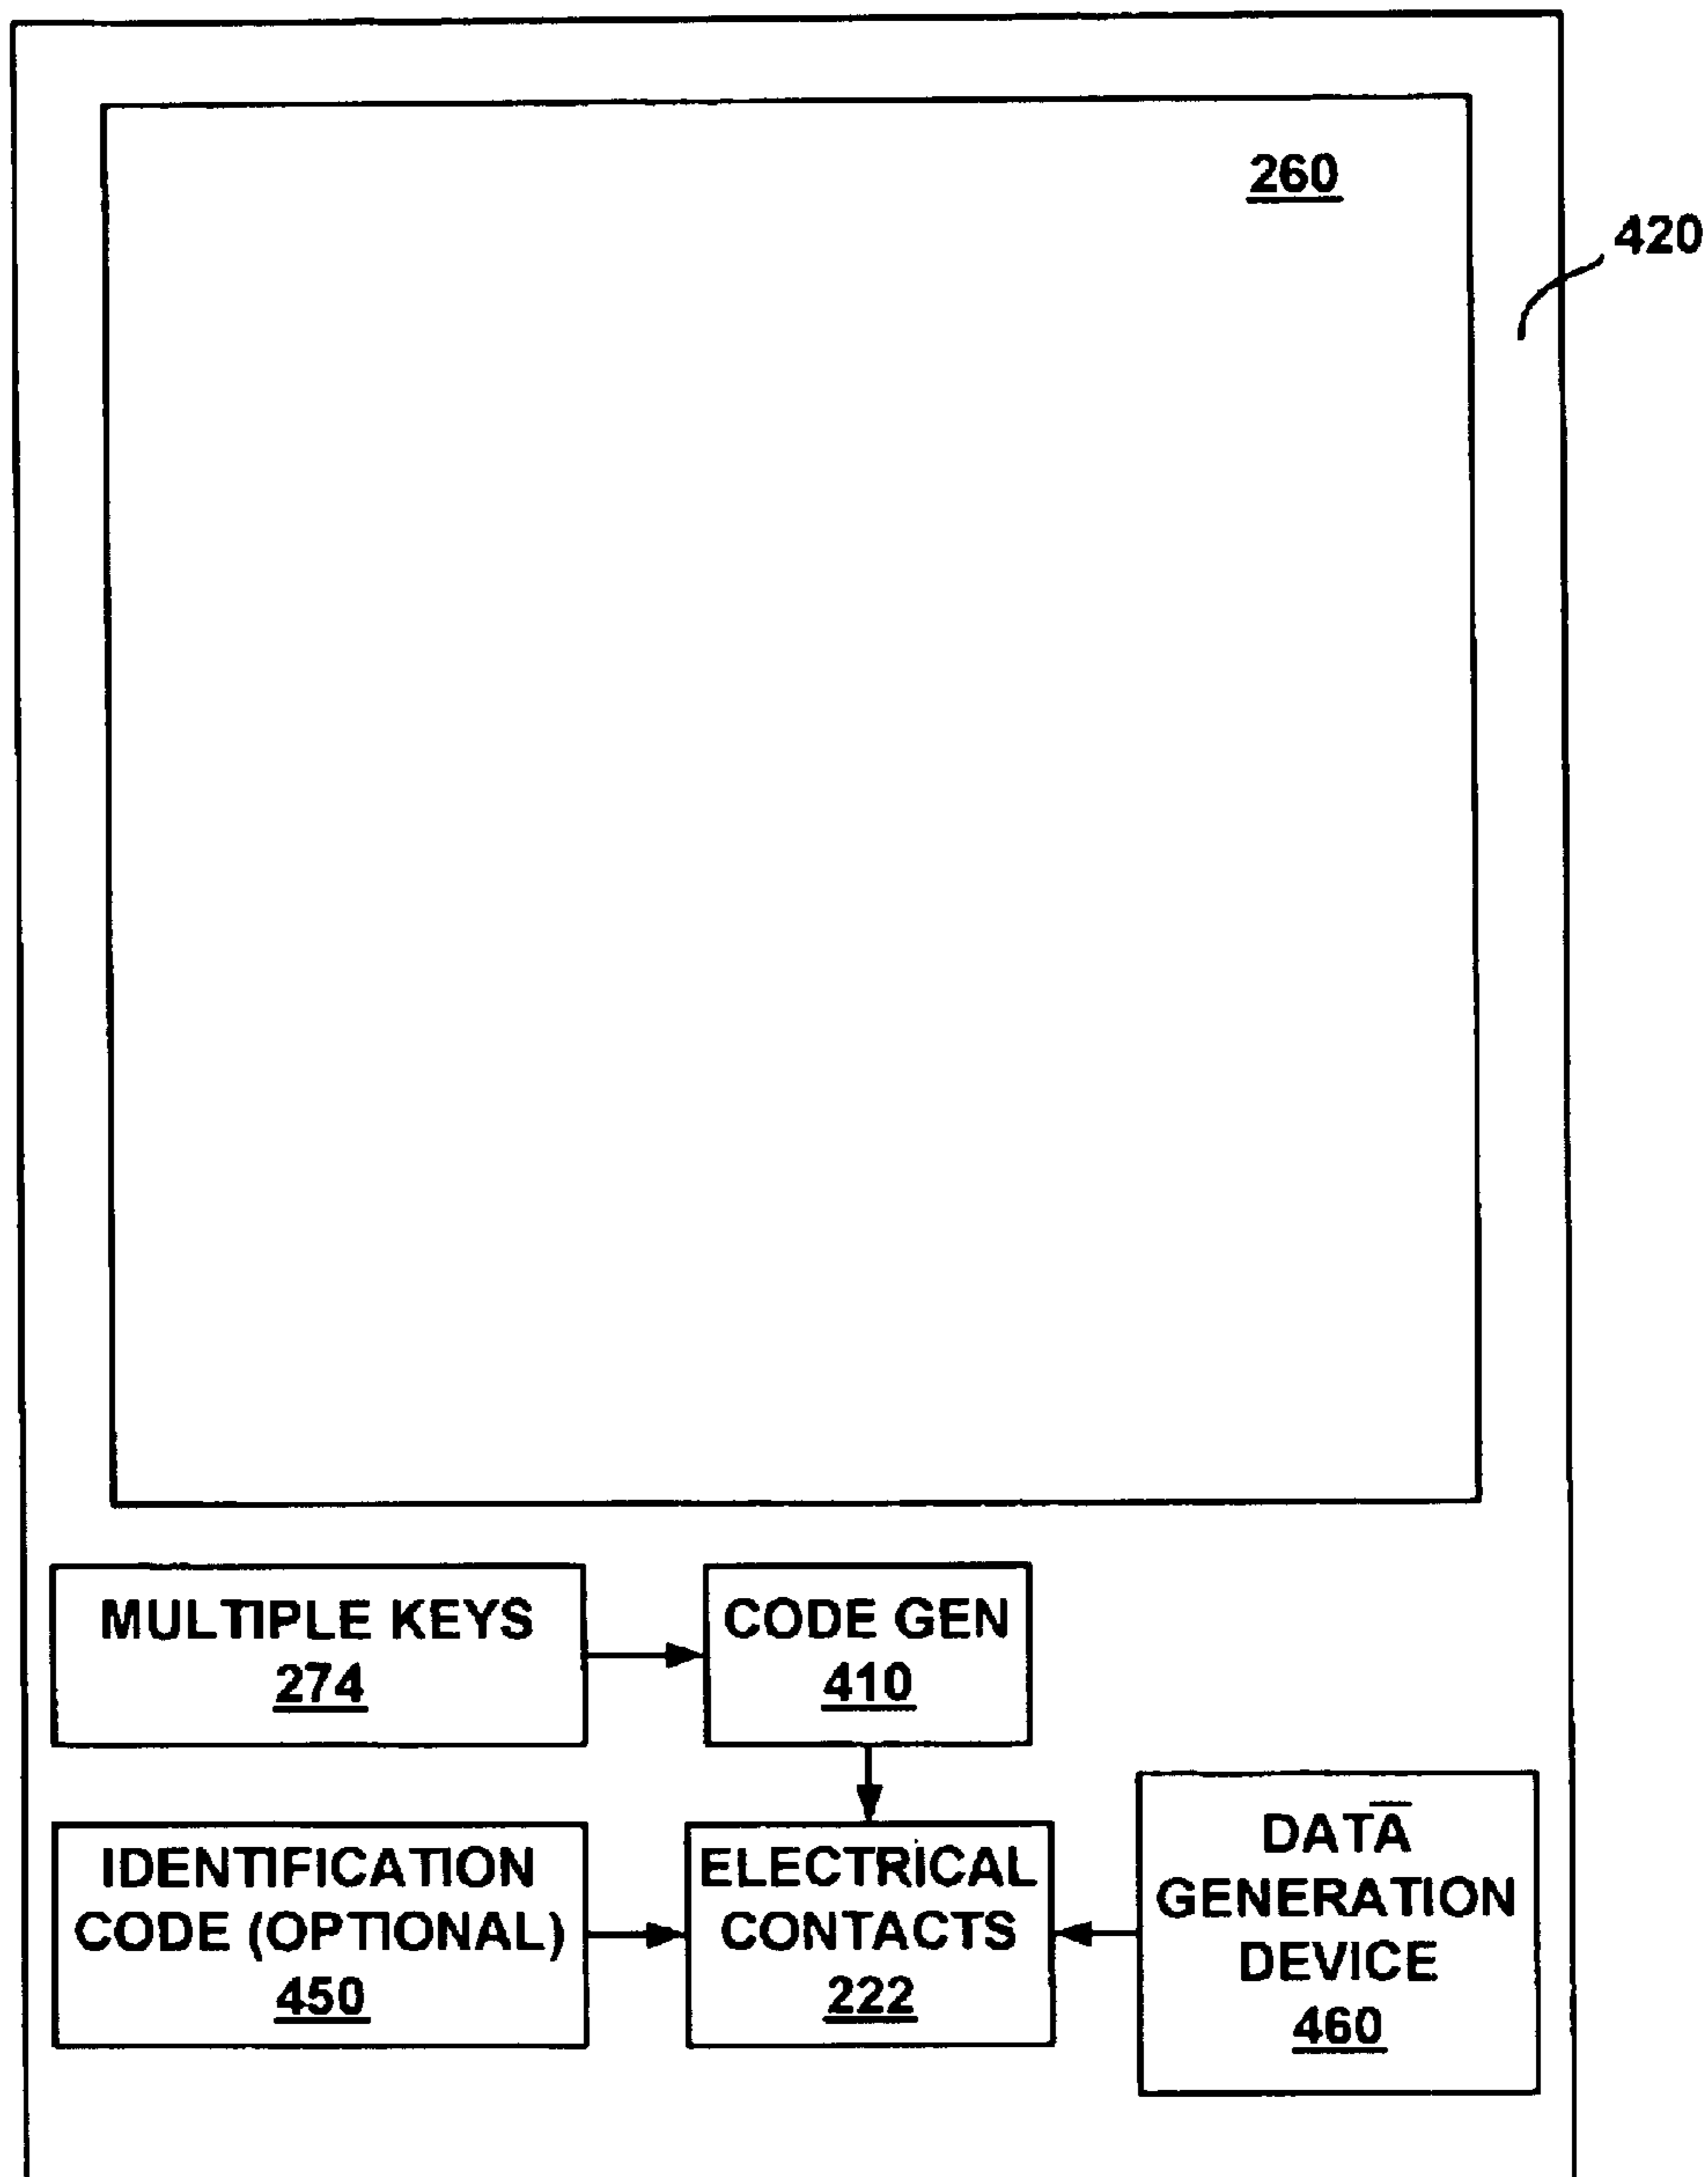 260
420
MULTIPLE KEYS
274
CODE GEN
410
IDENTIFICATION
CODE (OPTIONAL)
450
ELECTRICAL
CONTACTS
222
DATA
GENERATION
DEVICE
460